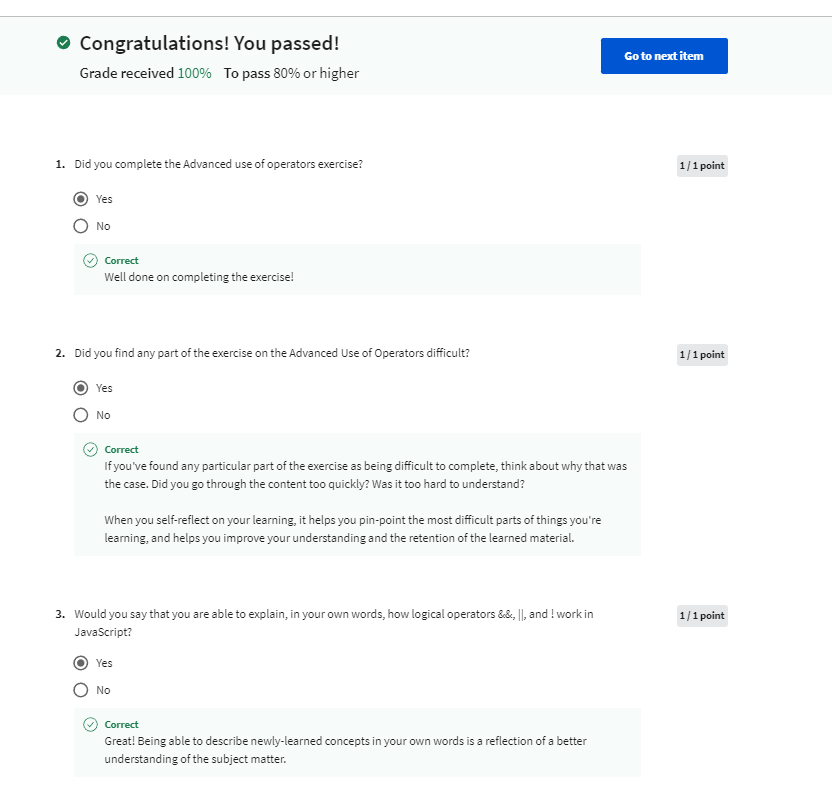 Congratulations! You passed!
Grade received 100% To pass 80% or higher
Go to next item
1. Did you complete the Advanced use of operators exercise?
1 / 1 point
Yes
No
Correct
Well done on completing the exercise!
2. Did you find any part of the exercise on the Advanced Use of Operators difficult?
1 / 1 point
Yes
No
Correct
If you've found any particular part of the exercise as being difficult to complete, think about why that was
the case. Did you go through the content too quickly? Was it too hard to understand?
When you self-reflect on your learning, it helps you pin-point the most difficult parts of things you're
learning, and helps you improve your understanding and the retention of the learned material.
3. Would you say that you are able to explain, in your own words, how logical operators &&, ||, and ! work in
JavaScript?
1 / 1 point
Yes
No
Correct
Great! Being able to describe newly-learned concepts in your own words is a reflection of a better
understanding of the subject matter.